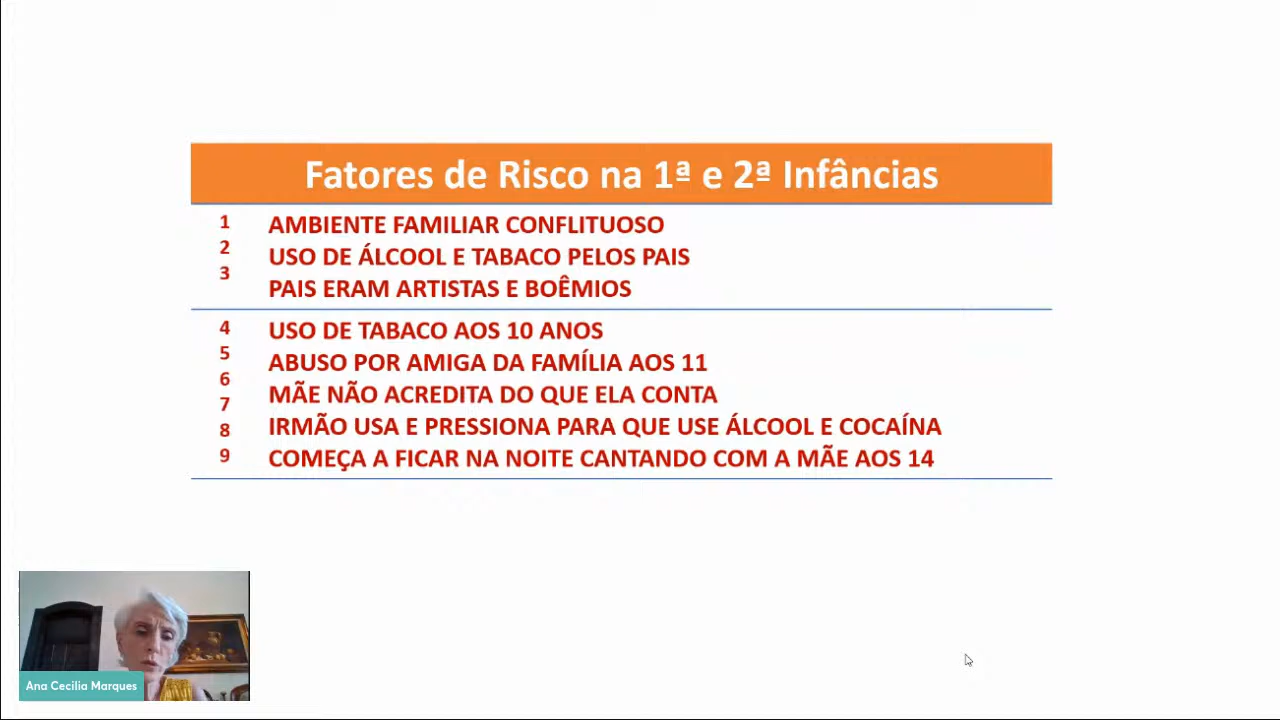 Fatores de Risco na 1ª e 2ª Infâncias
1 AMBIENTE FAMILIAR CONFLITUOSO
2 USO DE ÁLCOOL E TABACO PELOS PAIS
3 PAIS ERAM ARTISTAS E BOÊMIOS
4 USO DE TABACO AOS 10 ANOS
5 ABUSO POR AMIGA DA FAMÍLIA AOS 11
6 MÃE NÃO ACREDITA DO QUE ELA CONTA
7 IRMÃO USA E PRESSIONA PARA QUE USE ÁLCOOL E COCAÍNA
8 COMEÇA A FICAR NA NOITE CANTANDO COM A MÃE AOS 14
9
Ana Cecilia Marques